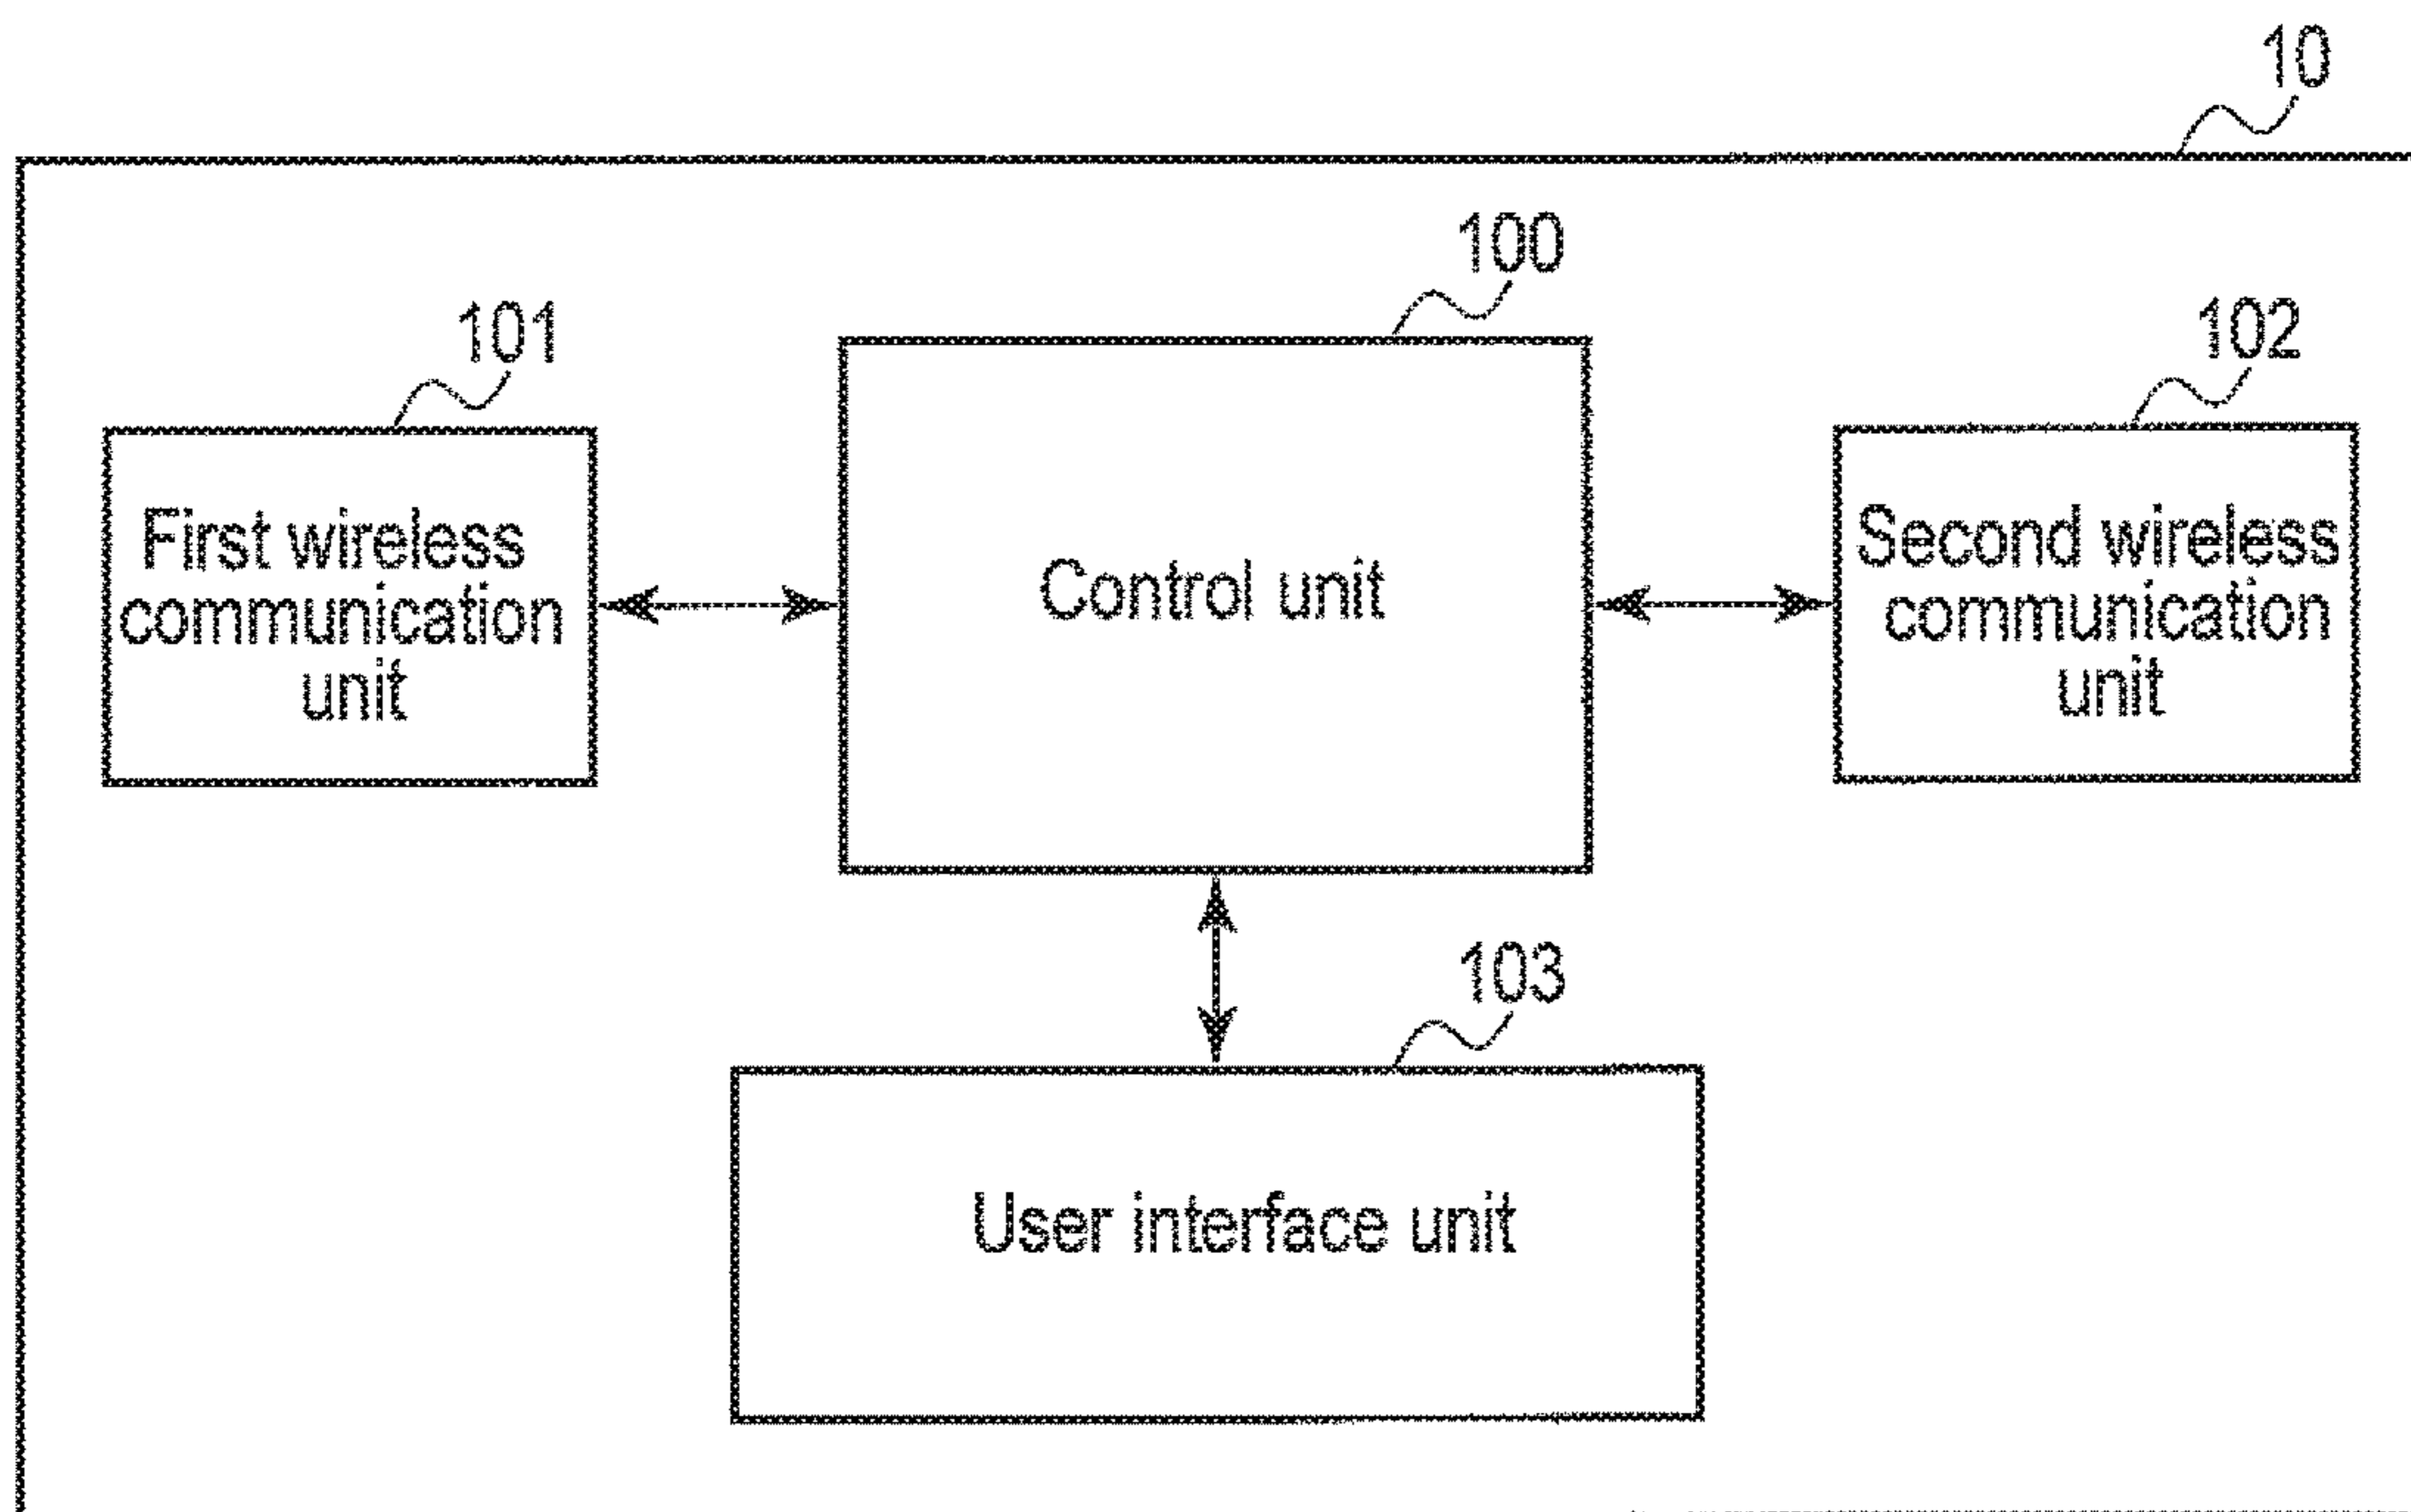 10
100
101
102
First wireless
communication
unit
Control unit
Second wireless
communication
unit
103
User interface unit